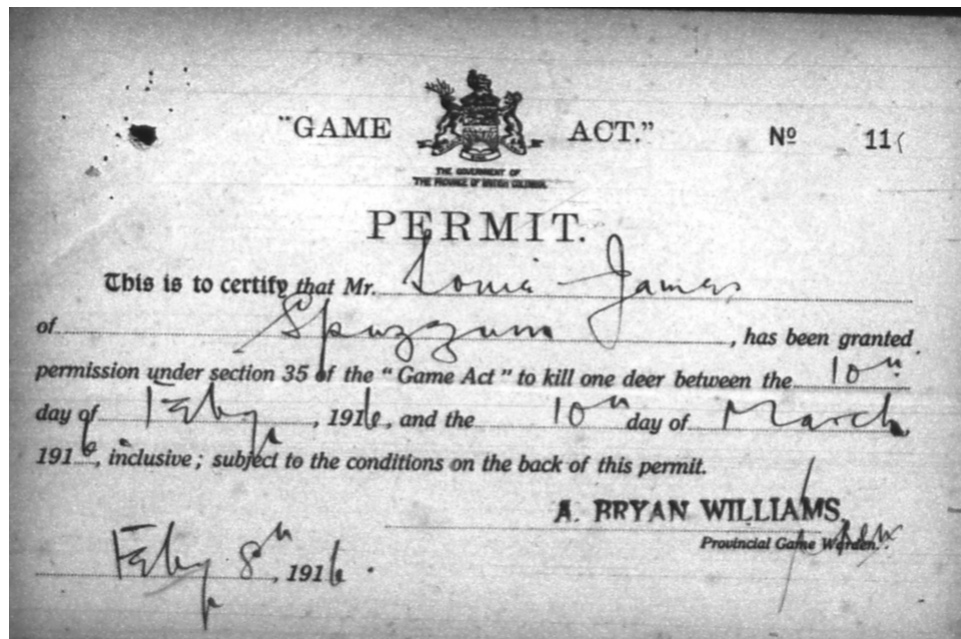 "GAME ACT." No 11
THE GOVERNMENT OF
THE PROVINCE OF BRITISH COLUMBIA
PERMIT.
This is to certify that Mr. Louie James
of Spuzzum, has been granted
permission under section 35 of the "Game Act" to kill one deer between the 10th
day of Feby, 1916, and the 10th day of March
1916, inclusive; subject to the conditions on the back of this permit.
A. BRYAN WILLIAMS,
Provincial Game Warden.
Feby 8th, 1916.